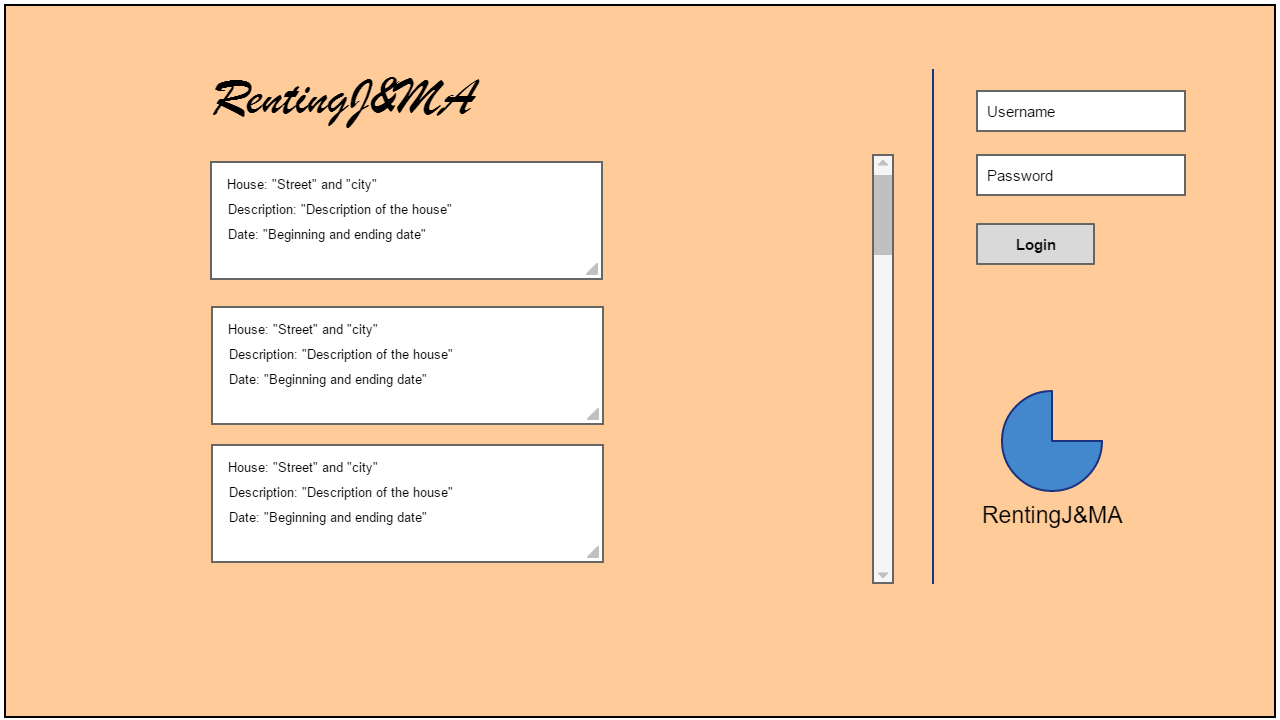 RentingJ&MA
House: "Street" and "city"
Description: "Description of the house"
Date: "Beginning and ending date"
House: "Street" and "city"
Description: "Description of the house"
Date: "Beginning and ending date"
House: "Street" and "city"
Description: "Description of the house"
Date: "Beginning and ending date"
Username
Password
Login
RentingJ&MA